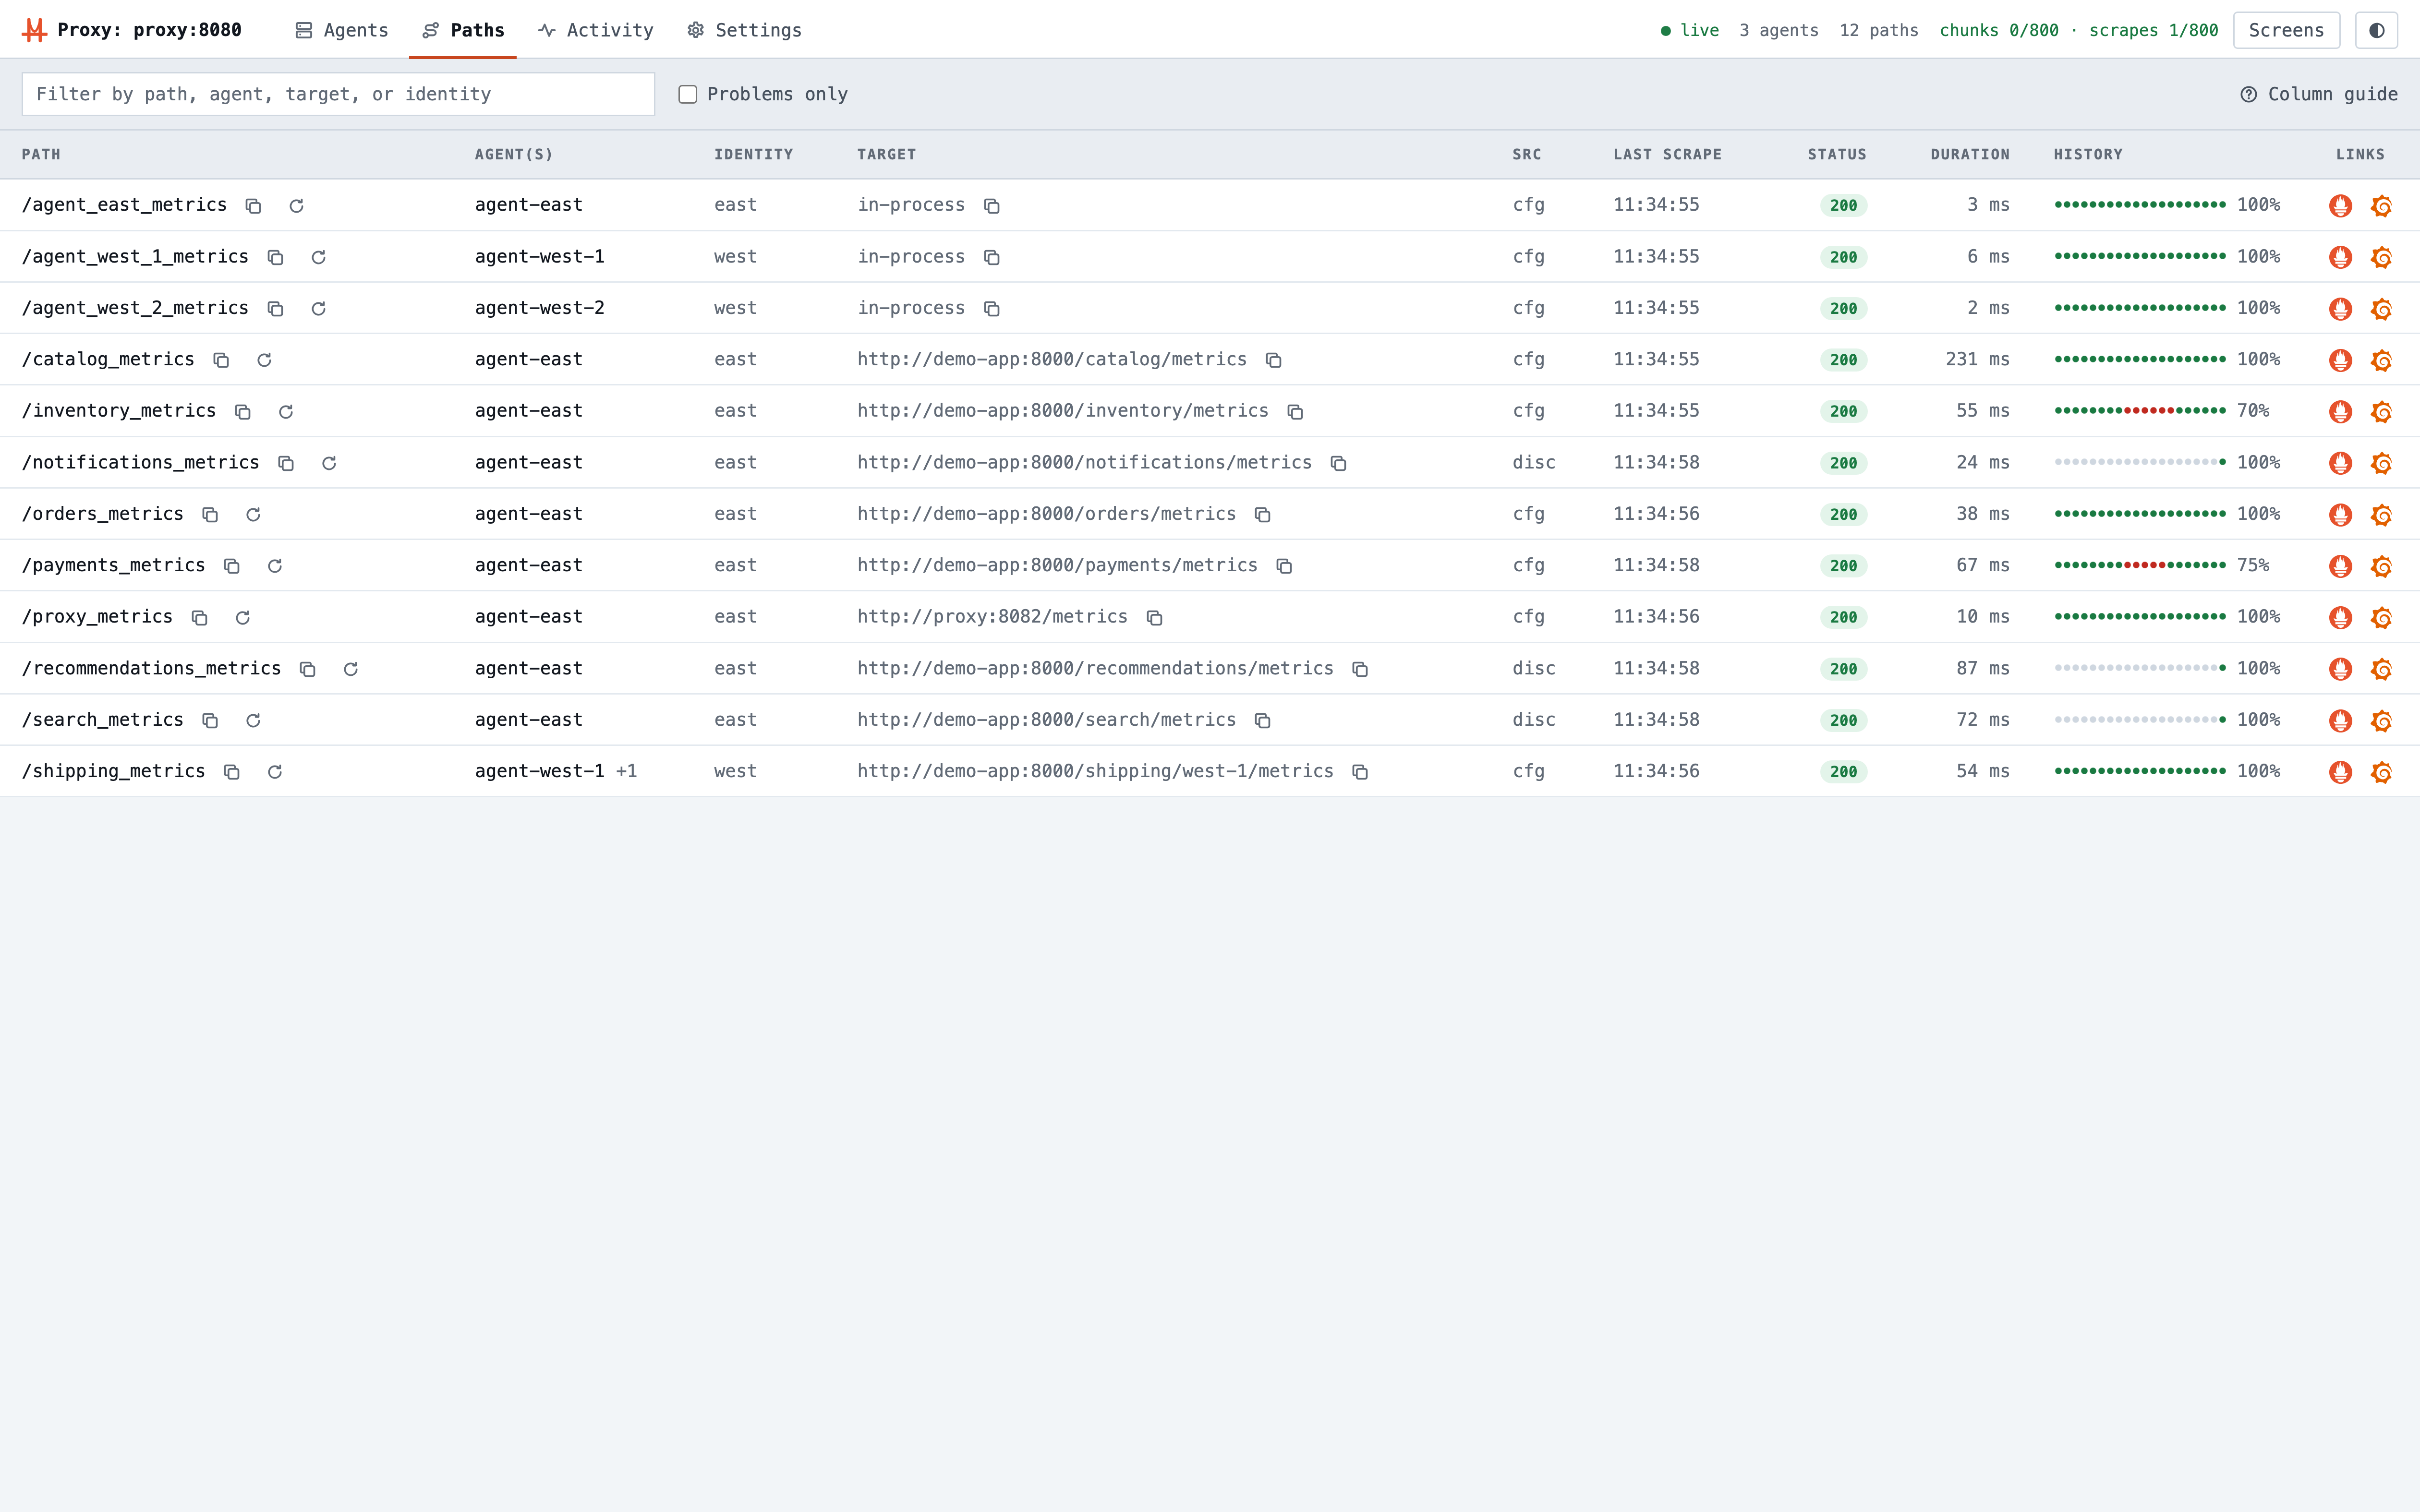 Proxy: proxy:8080 Agents Paths Activity Settings live 3 agents 12 paths chunks 0/800 · scrapes 1/800 Screens
Filter by path, agent, target, or identity Problems only Column guide
PATH AGENT(S) IDENTITY TARGET SRC LAST SCRAPE STATUS DURATION HISTORY LINKS
/agent_east_metrics agent-east east in-process cfg 11:34:55 200 3 ms 100%
/agent_west_1_metrics agent-west-1 west in-process cfg 11:34:55 200 6 ms 100%
/agent_west_2_metrics agent-west-2 west in-process cfg 11:34:55 200 2 ms 100%
/catalog_metrics agent-east east http://demo-app:8000/catalog/metrics cfg 11:34:55 200 231 ms 100%
/inventory_metrics agent-east east http://demo-app:8000/inventory/metrics cfg 11:34:55 200 55 ms 70%
/notifications_metrics agent-east east http://demo-app:8000/notifications/metrics disc 11:34:58 200 24 ms 100%
/orders_metrics agent-east east http://demo-app:8000/orders/metrics cfg 11:34:56 200 38 ms 100%
/payments_metrics agent-east east http://demo-app:8000/payments/metrics cfg 11:34:58 200 67 ms 75%
/proxy_metrics agent-east east http://proxy:8082/metrics cfg 11:34:56 200 10 ms 100%
/recommendations_metrics agent-east east http://demo-app:8000/recommendations/metrics disc 11:34:58 200 87 ms 100%
/search_metrics agent-east east http://demo-app:8000/search/metrics disc 11:34:58 200 72 ms 100%
/shipping_metrics agent-west-1 +1 west http://demo-app:8000/shipping/west-1/metrics cfg 11:34:56 200 54 ms 100%